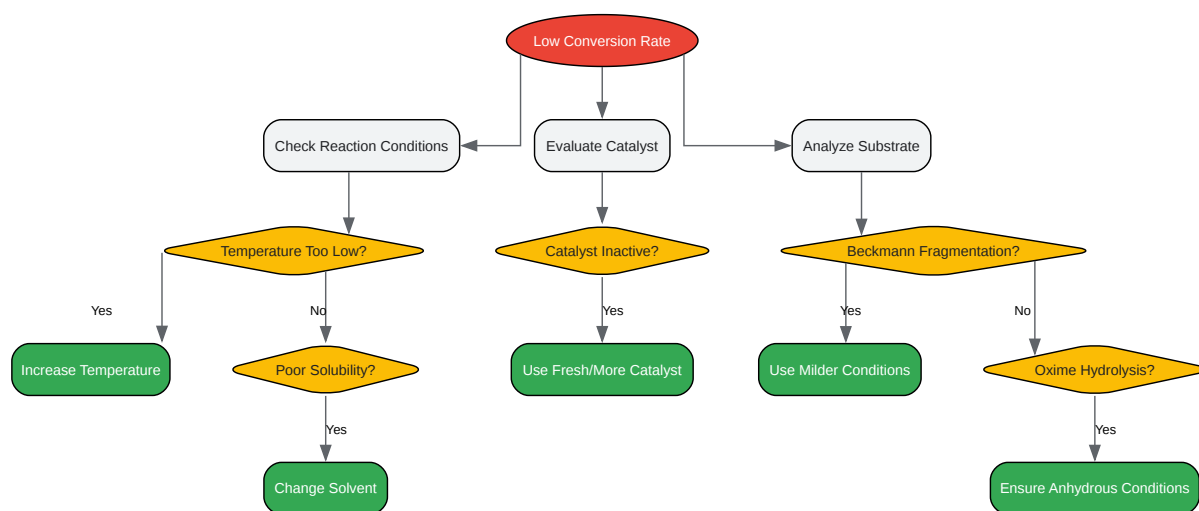 Low Conversion Rate
Check Reaction Conditions
Evaluate Catalyst
Analyze Substrate
Temperature Too Low?
Catalyst Inactive?
Beckmann Fragmentation?
Yes
No
Yes
Yes
No
Increase Temperature
Poor Solubility?
Use Fresh/More Catalyst
Use Milder Conditions
Oxime Hydrolysis?
Yes
Yes
Change Solvent
Ensure Anhydrous Conditions